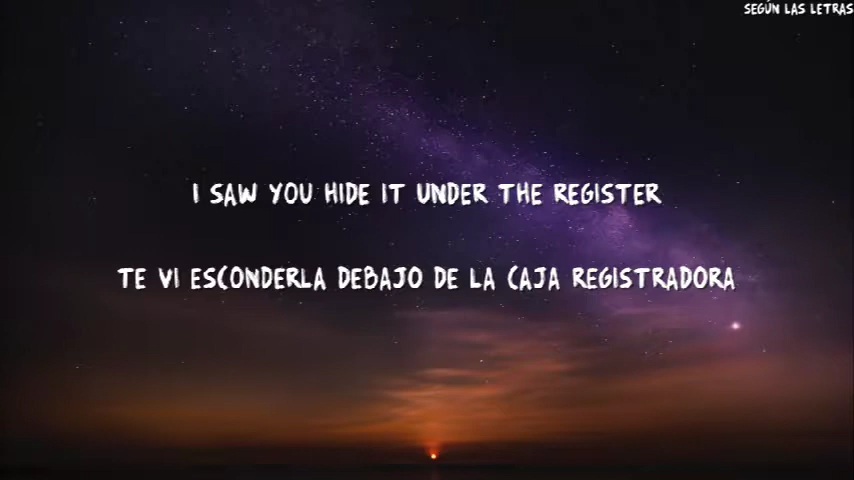 SEGÚN LAS LETRAS
I SAW YOU HIDE IT UNDER THE REGISTER
TE VI ESCONDERLA DEBAJO DE LA CAJA REGISTRADORA